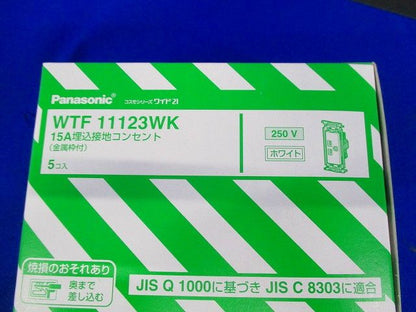 Panasonic コスモシリーズワイド21
WTF 11123WK
15A埋込接地コンセント
(金属枠付)
5コ入
250 V
ホワイト
焼損のおそれあり
奥まで
差し込む
JIS Q 1000に基づき JIS C 8303に適合